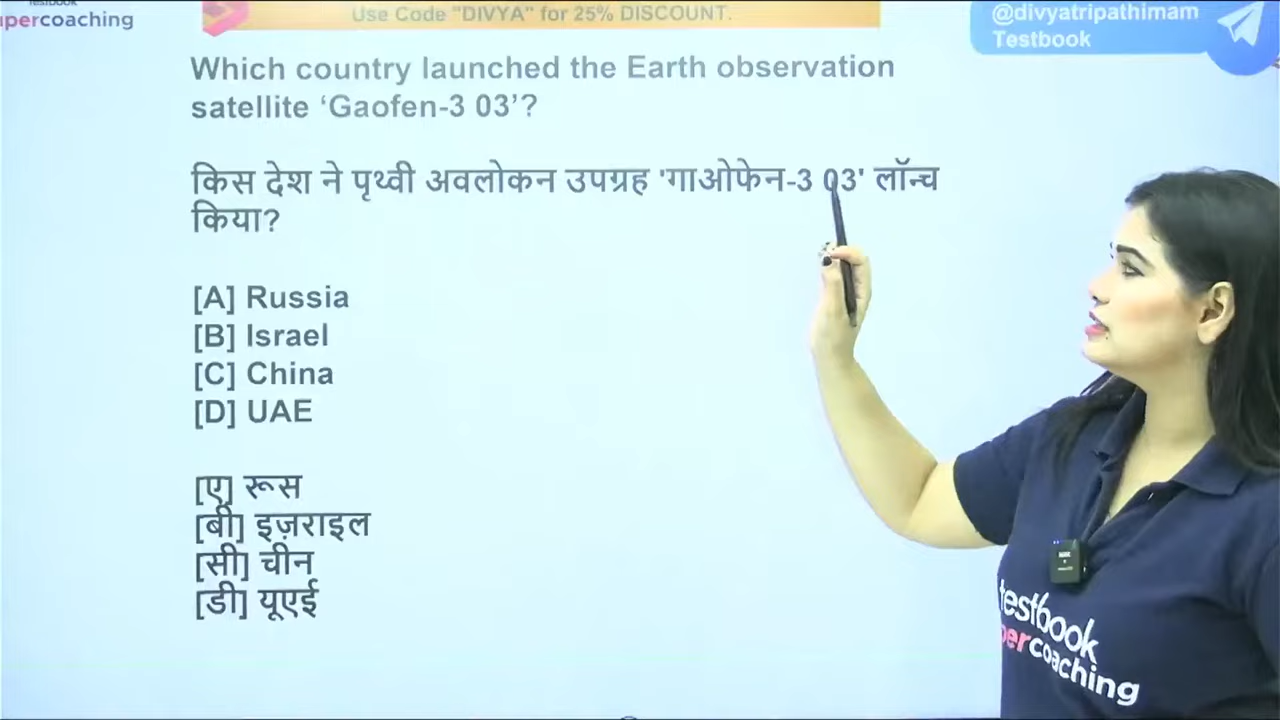 testbook
percoaching
Use Code "DIVYA" for 25% DISCOUNT.
@divyatripathimam
Testbook
Which country launched the Earth observation
satellite ‘Gaofen-3 03’?
किस देश ने पृथ्वी अवलोकन उपग्रह 'गाओफेन-3 03' लॉन्च
किया?
[A] Russia
[B] Israel
[C] China
[D] UAE
[ए] रूस
[बी] इज़राइल
[सी] चीन
[डी] यूएई
testbook
percoaching